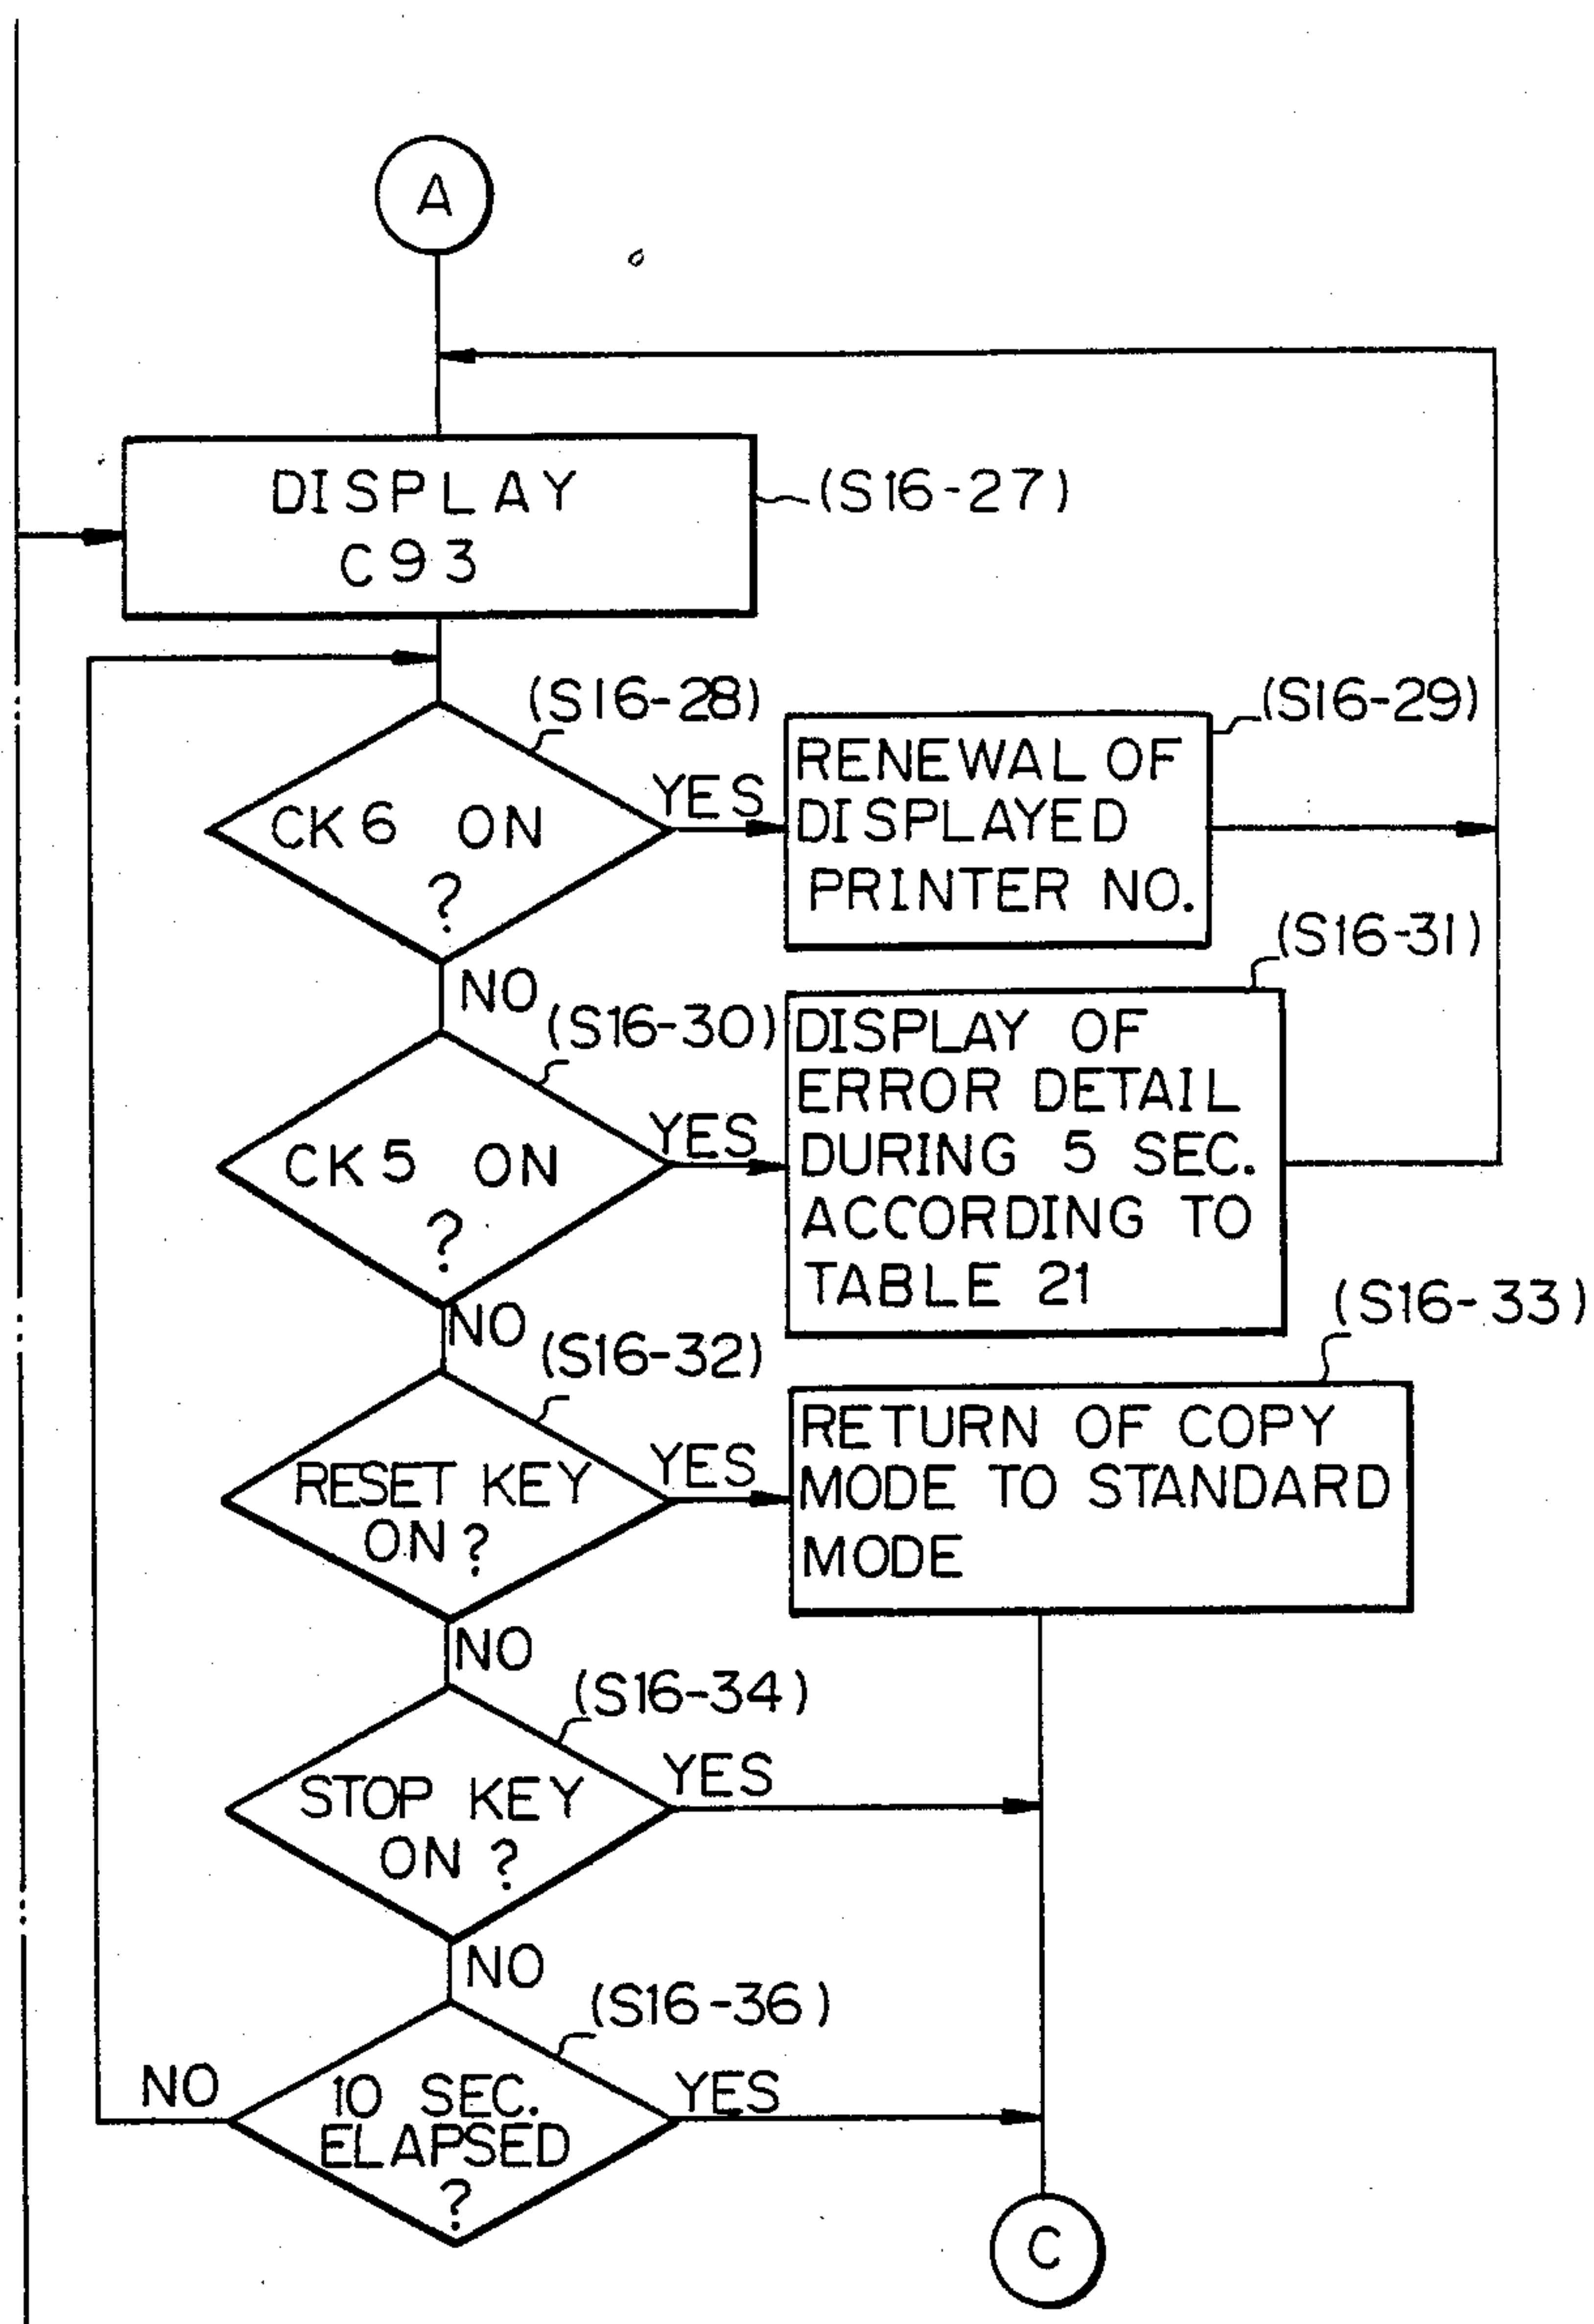 A
DISPLAY
C93
(S16-27)
(S16-28)
CK6 ON
?
YES
(S16-29)
RENEWAL OF
DISPLAYED
PRINTER NO.
NO
(S16-30)
CK5 ON
?
YES
(S16-31)
DISPLAY OF
ERROR DETAIL
DURING 5 SEC.
ACCORDING TO
TABLE 21
NO
(S16-32)
RESET KEY
ON?
YES
(S16-33)
RETURN OF COPY
MODE TO STANDARD
MODE
NO
(S16-34)
STOP KEY
ON ?
YES
NO
(S16-36)
10 SEC.
ELAPSED
?
NO
YES
C